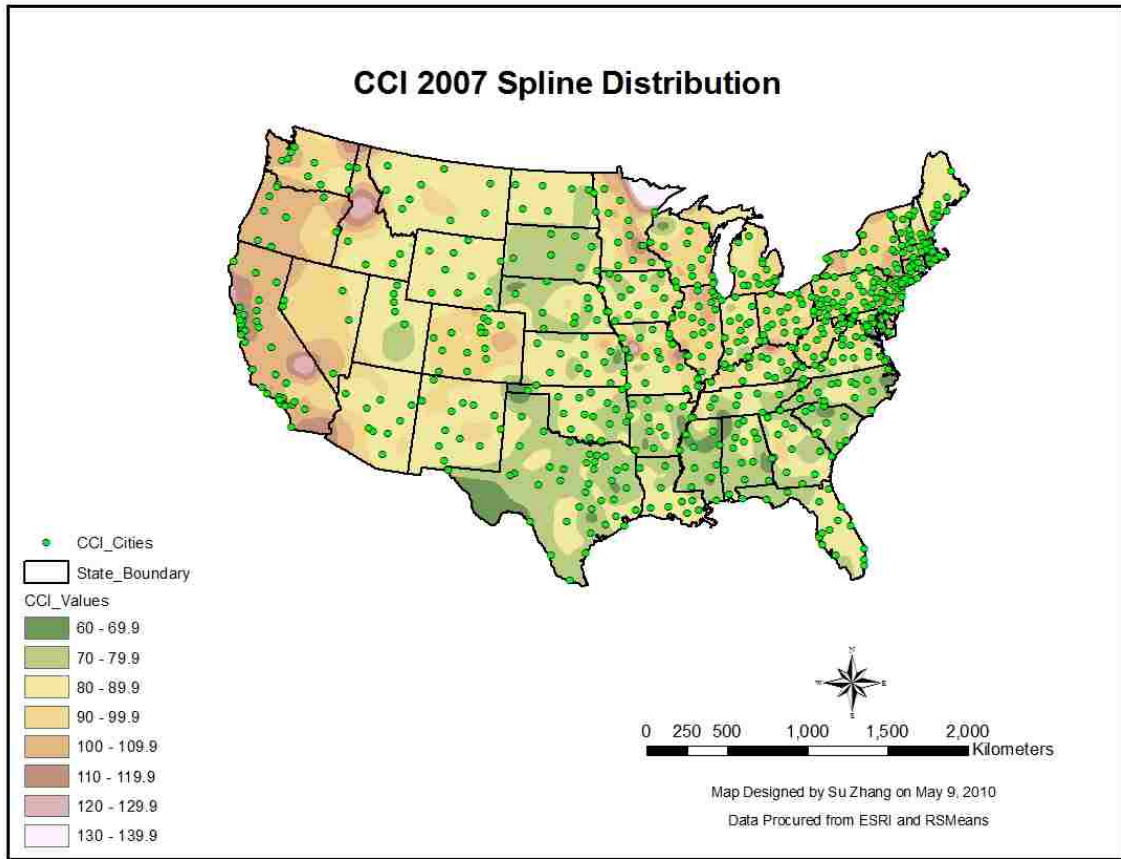 CCI 2007 Spline Distribution
CCI_Cities
State_Boundary
CCI_Values
60 - 69.9
70 - 79.9
80 - 89.9
90 - 99.9
100 - 109.9
110 - 119.9
120 - 129.9
130 - 139.9
N
W
E
S
0 250 500 1,000 1,500 2,000
Kilometers
Map Designed by Su Zhang on May 9, 2010
Data Procured from ESRI and RSMeans